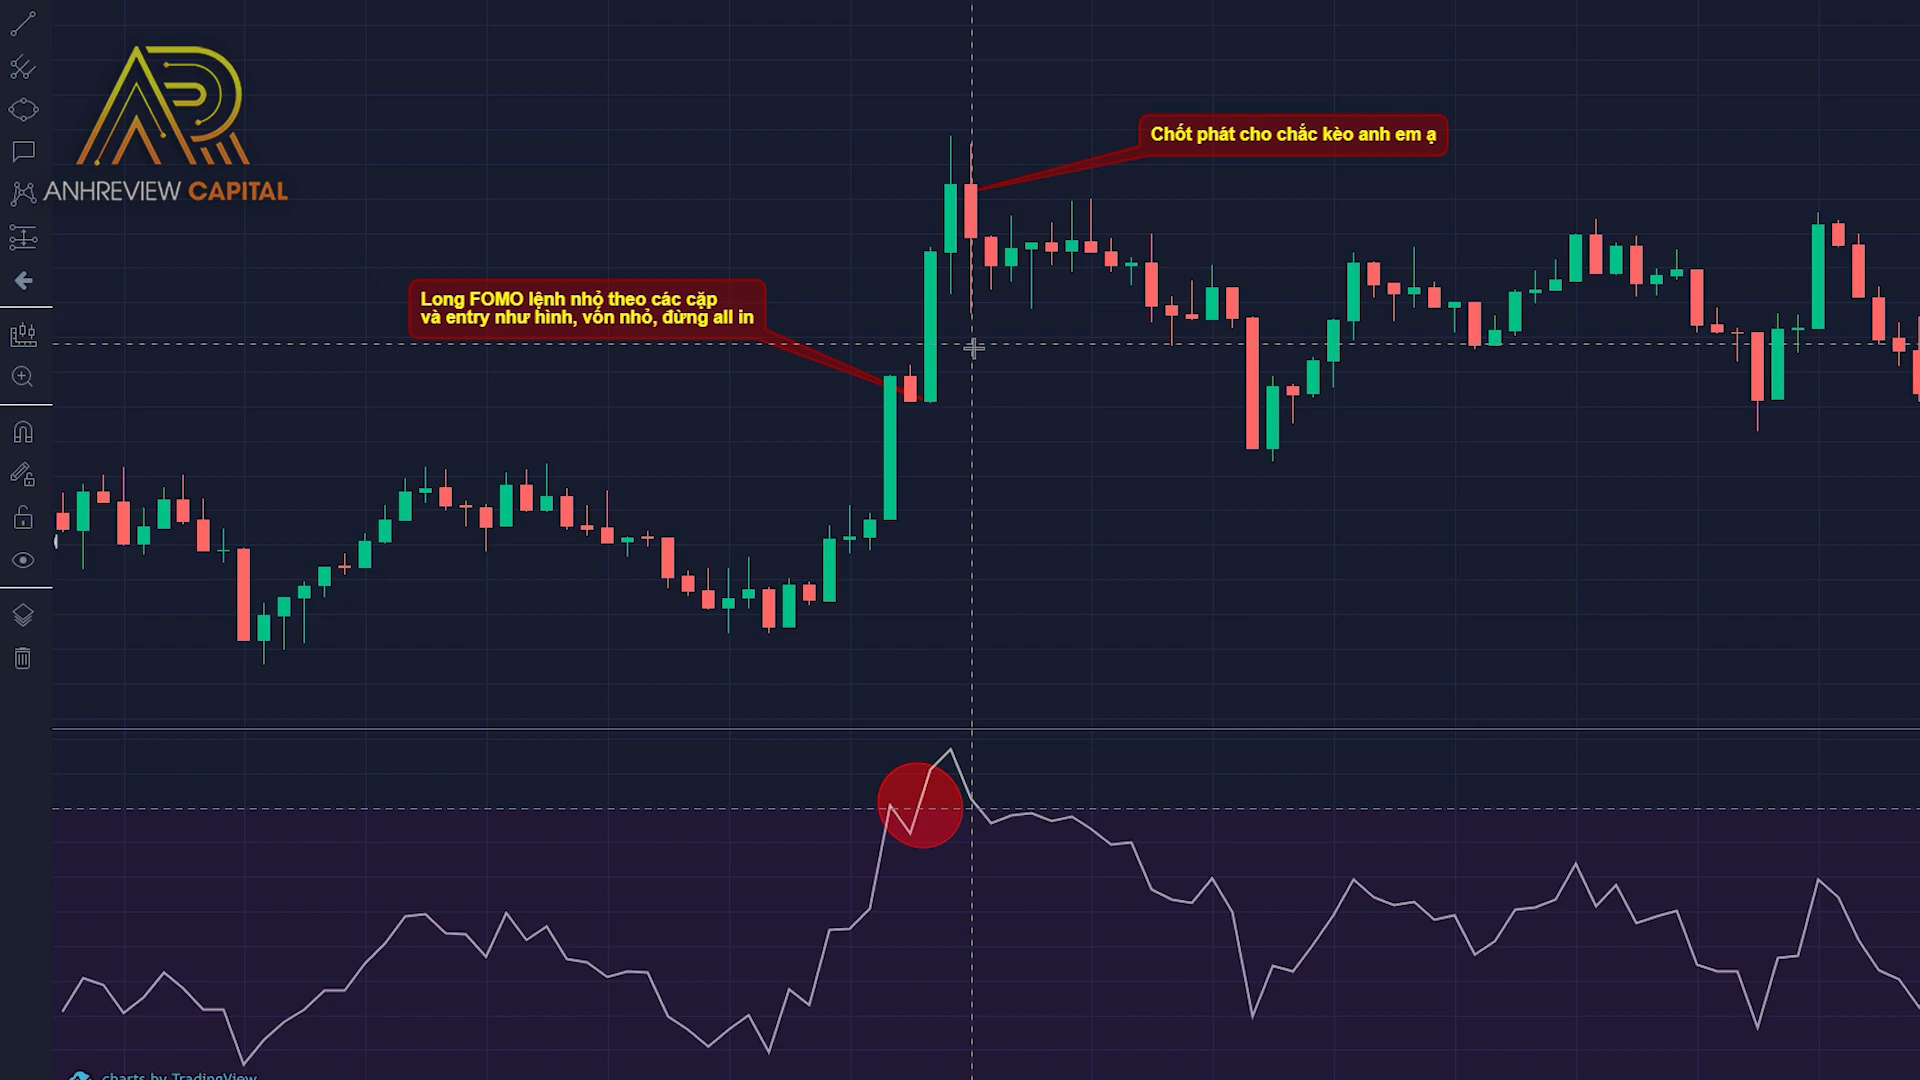 ANHREVIEW CAPITAL
Chốt phát cho chắc kèo anh em ạ
Long FOMO lệnh nhỏ theo các cặp
và entry như hình, vốn nhỏ, đừng all in
charts by TradingView